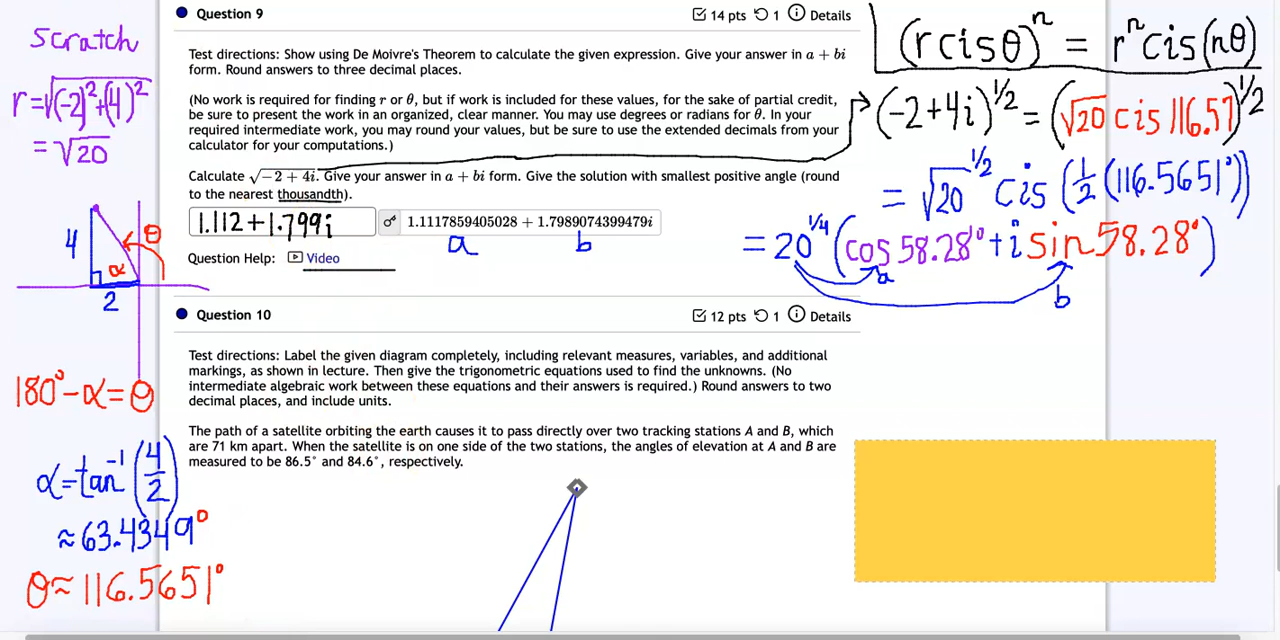 Question 9
14 pts 1 Details
Test directions: Show using De Moivre's Theorem to calculate the given expression. Give your answer in a + bi
form. Round answers to three decimal places.
(No work is required for finding r or θ, but if work is included for these values, for the sake of partial credit,
be sure to present the work in an organized, clear manner. You may use degrees or radians for θ. In your
required intermediate work, you may round your values, but be sure to use the extended decimals from your
calculator for your computations.)
Calculate √−2 + 4i. Give your answer in a + bi form. Give the solution with smallest positive angle (round
to the nearest thousandth).
1.112+1.799i
1.1117859405028 + 1.7989074399479i
a b
Question Help: Video
Question 10
12 pts 1 Details
Test directions: Label the given diagram completely, including relevant measures, variables, and additional
markings, as shown in lecture. Then give the trigonometric equations used to find the unknowns. (No
intermediate algebraic work between these equations and their answers is required.) Round answers to two
decimal places, and include units.
The path of a satellite orbiting the earth causes it to pass directly over two tracking stations A and B, which
are 71 km apart. When the satellite is on one side of the two stations, the angles of elevation at A and B are
measured to be 86.5° and 84.6°, respectively.
Scratch
r=√(-2)²+(4)²
=√20
4
θ
α
2
180°-α=θ
α=tan⁻¹(4/2)
≈63.4349°
θ≈116.5651°
(rcisθ)ⁿ = rⁿcis(nθ)
(-2+4i)^1/2 = (√20 cis 116.57)^1/2
= √20^1/2 cis(1/2(116.5651°))
= 20^1/4(cos58.28°+isin58.28°)
a
b